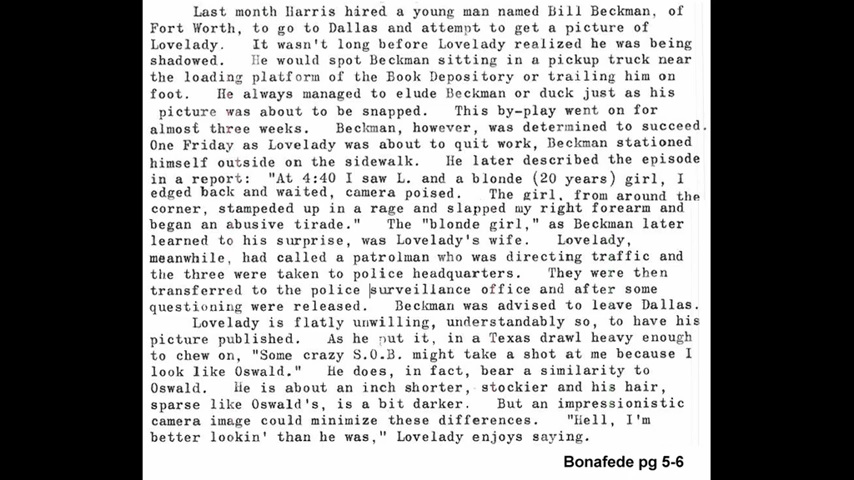 Last month Harris hired a young man named Bill Beckman, of
Fort Worth, to go to Dallas and attempt to get a picture of
Lovelady. It wasn't long before Lovelady realized he was being
shadowed. He would spot Beckman sitting in a pickup truck near
the loading platform of the Book Depository or trailing him on
foot. He always managed to elude Beckman or duck just as his
picture was about to be snapped. This by-play went on for
almost three weeks. Beckman, however, was determined to succeed.
One Friday as Lovelady was about to quit work, Beckman stationed
himself outside on the sidewalk. He later described the episode
in a report: "At 4:40 I saw L. and a blonde (20 years) girl, I
edged back and waited, camera poised. The girl, from around the
corner, stampeded up in a rage and slapped my right forearm and
began an abusive tirade." The "blonde girl," as Beckman later
learned to his surprise, was Lovelady's wife. Lovelady,
meanwhile, had called a patrolman who was directing traffic and
the three were taken to police headquarters. They were then
transferred to the police surveillance office and after some
questioning were released. Beckman was advised to leave Dallas.
Lovelady is flatly unwilling, understandably so, to have his
picture published. As he put it, in a Texas drawl heavy enough
to chew on, "Some crazy S.O.B. might take a shot at me because I
look like Oswald." He does, in fact, bear a similarity to
Oswald. He is about an inch shorter, stockier and his hair,
sparse like Oswald's, is a bit darker. But an impressionistic
camera image could minimize these differences. "Hell, I'm
better lookin' than he was," Lovelady enjoys saying.
Bonafede pg 5-6